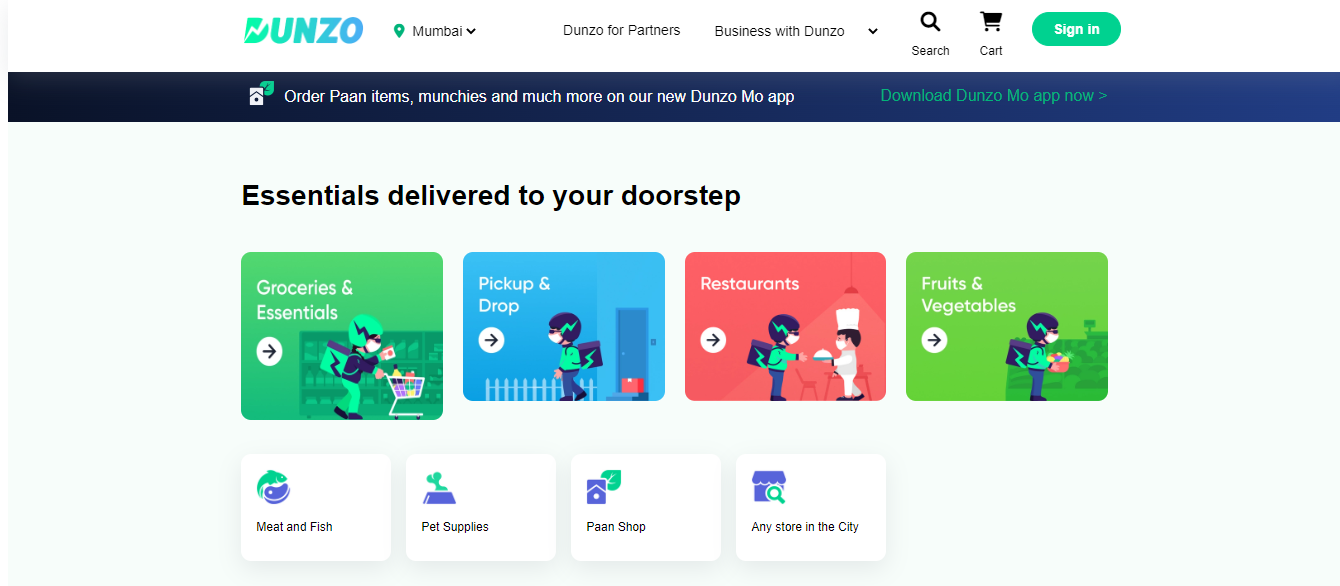 DUNZO
Mumbai
Dunzo for Partners
Business with Dunzo
Search
Cart
Sign in
Order Paan items, munchies and much more on our new Dunzo Mo app
Download Dunzo Mo app now >
Essentials delivered to your doorstep
Groceries &
Essentials
Pickup &
Drop
Restaurants
Fruits &
Vegetables
Meat and Fish
Pet Supplies
Paan Shop
Any store in the City